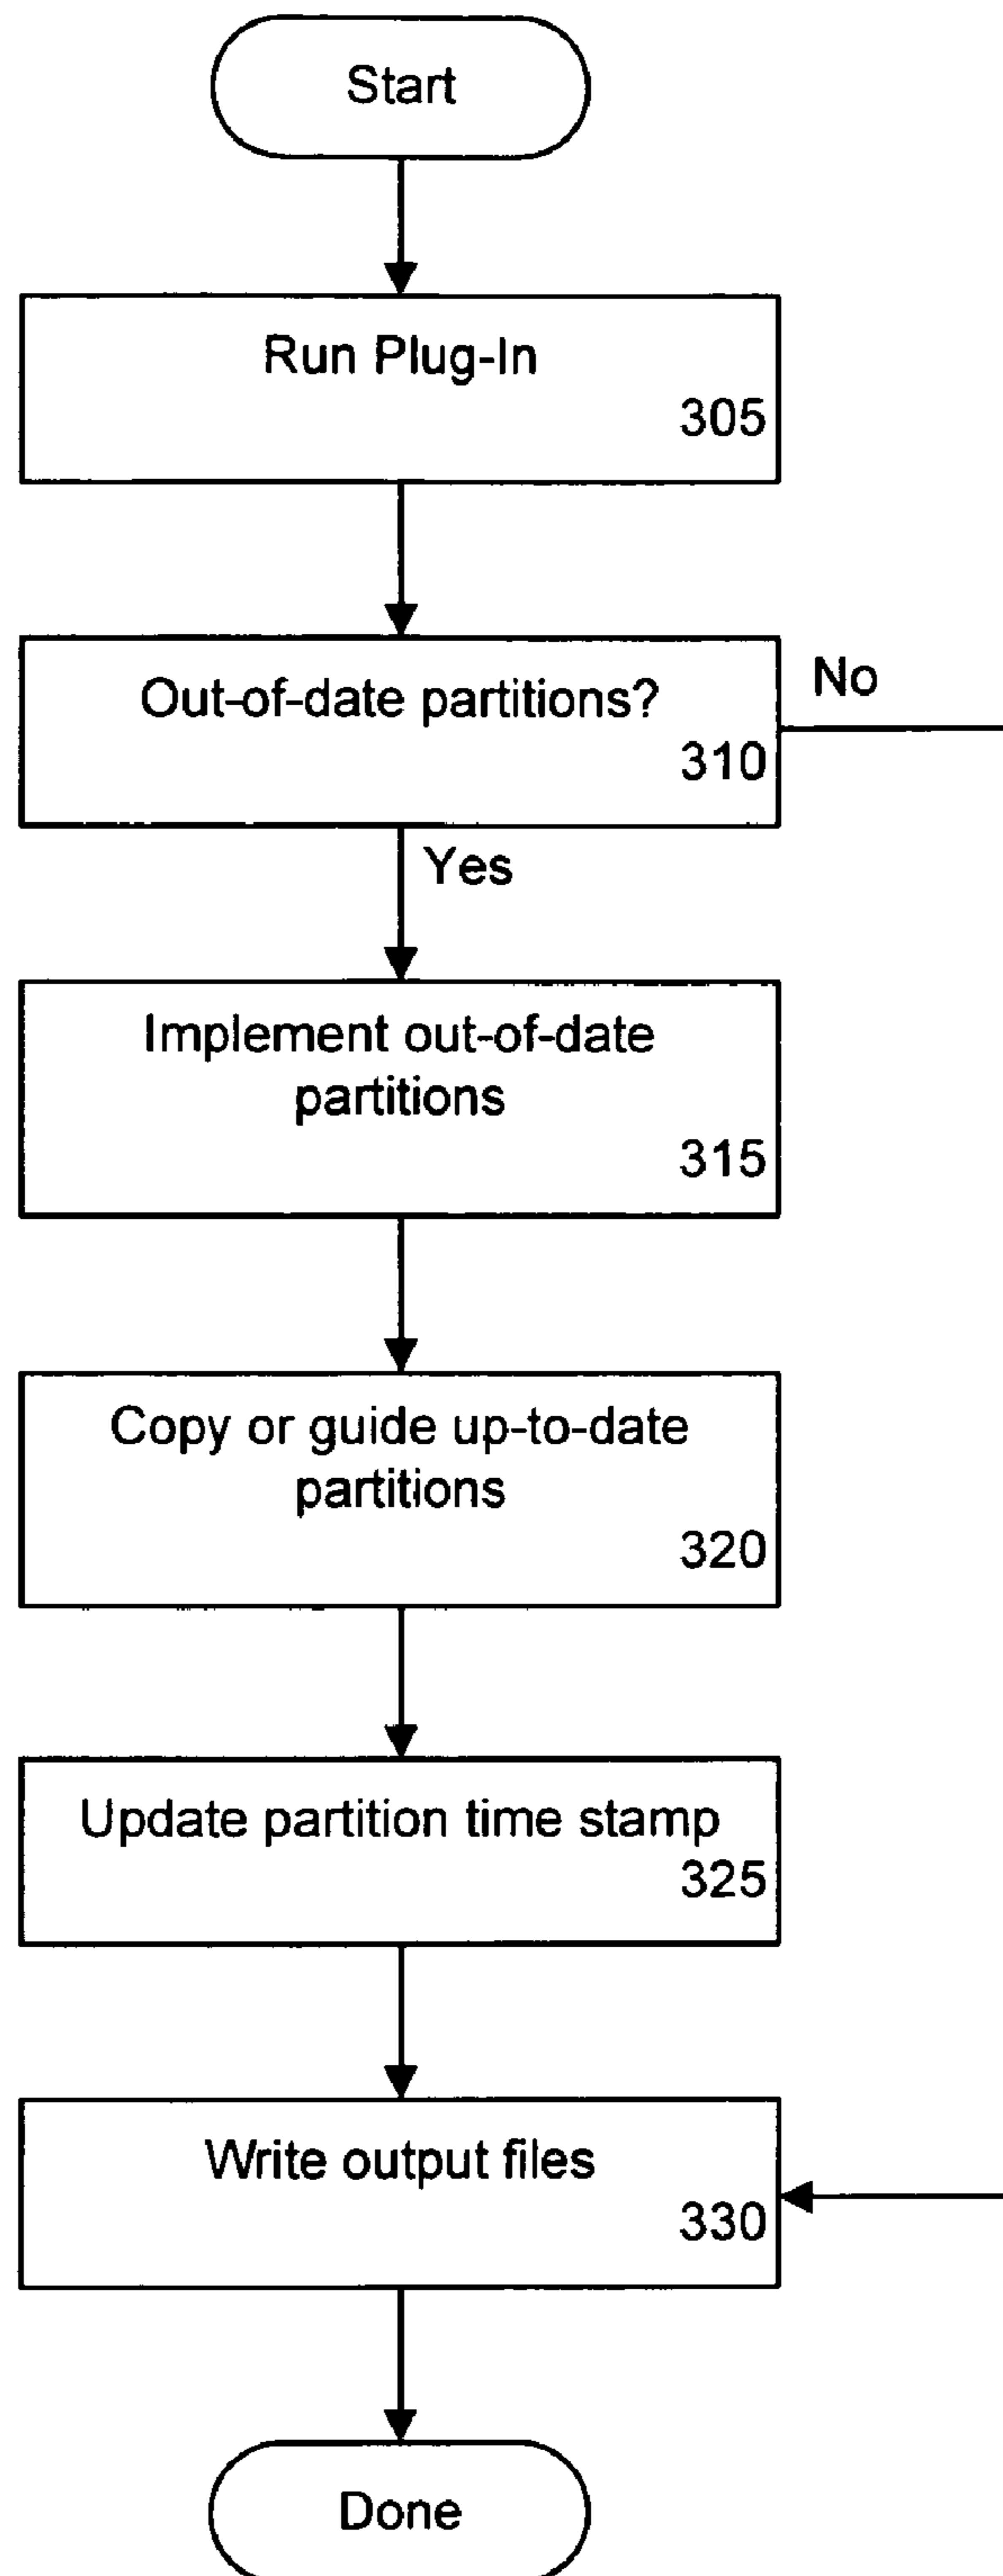 Start
Run Plug-In
305
Out-of-date partitions?
310
No
Yes
Implement out-of-date
partitions
315
Copy or guide up-to-date
partitions
320
Update partition time stamp
325
Write output files
330
Done